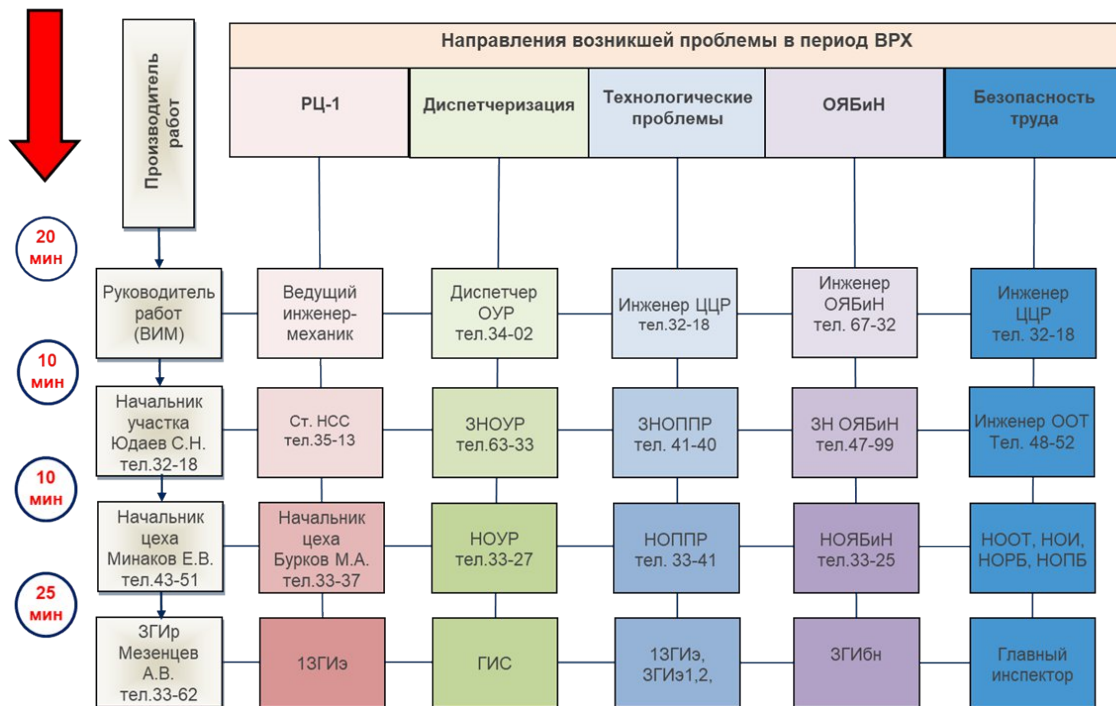 Производитель
работ
Направления возникшей проблемы в период ВРХ
РЦ-1
Диспетчеризация
Технологические
проблемы
ОЯБиН
Безопасность
труда
20
мин
Руководитель
работ
(ВИМ)
Ведущий
инженер-
механик
Диспетчер
ОУР
тел.34-02
Инженер ЦЦР
тел.32-18
Инженер
ОЯБиН
тел. 67-32
Инженер
ЦЦР
тел. 32-18
10
мин
Начальник
участка
Юдаев С.Н.
тел.32-18
Ст. НСС
тел.35-13
ЗНОУР
тел.63-33
ЗНОППР
тел. 41-40
ЗН ОЯБиН
тел.47-99
Инженер ООТ
Тел. 48-52
10
мин
Начальник
цеха
Минаков Е.В.
тел.43-51
Начальник
цеха
Бурков М.А.
тел.33-37
НОУР
тел.33-27
НОППР
тел. 33-41
НОЯБиН
тел.33-25
НООТ, НОИ,
НОРБ, НОПБ
25
мин
ЗГИр
Мезенцев
А.В.
тел.33-62
1ЗГИэ
ГИС
1ЗГИэ,
ЗГИэ1,2,
ЗГИбн
Главный
инспектор